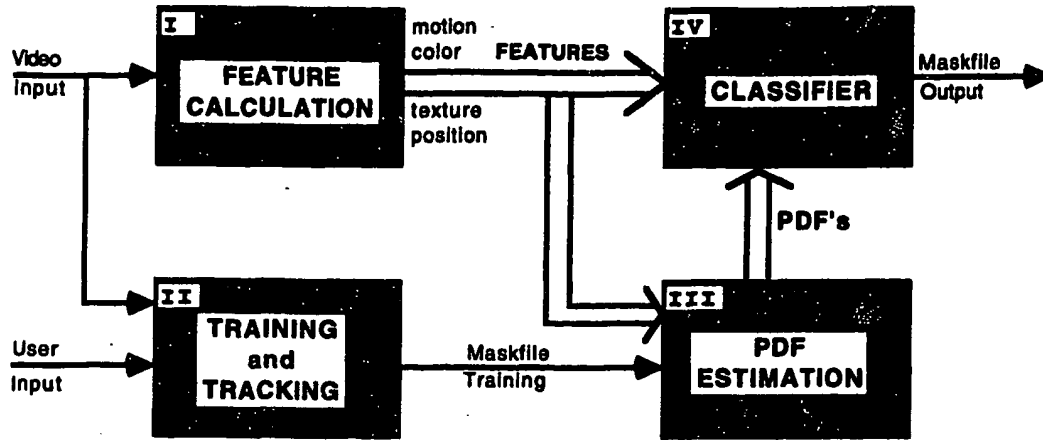 I
IV
Video
Input
FEATURE
CALCULATION
motion
color
FEATURES
texture
position
CLASSIFIER
Maskfile
Output
PDF's
II
III
TRAINING
and
TRACKING
User
Input
Maskfile
Training
PDF
ESTIMATION